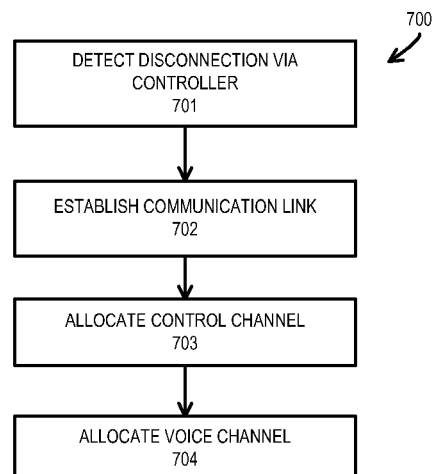 700
DETECT DISCONNECTION VIA
CONTROLLER
701
ESTABLISH COMMUNICATION LINK
702
ALLOCATE CONTROL CHANNEL
703
ALLOCATE VOICE CHANNEL
704